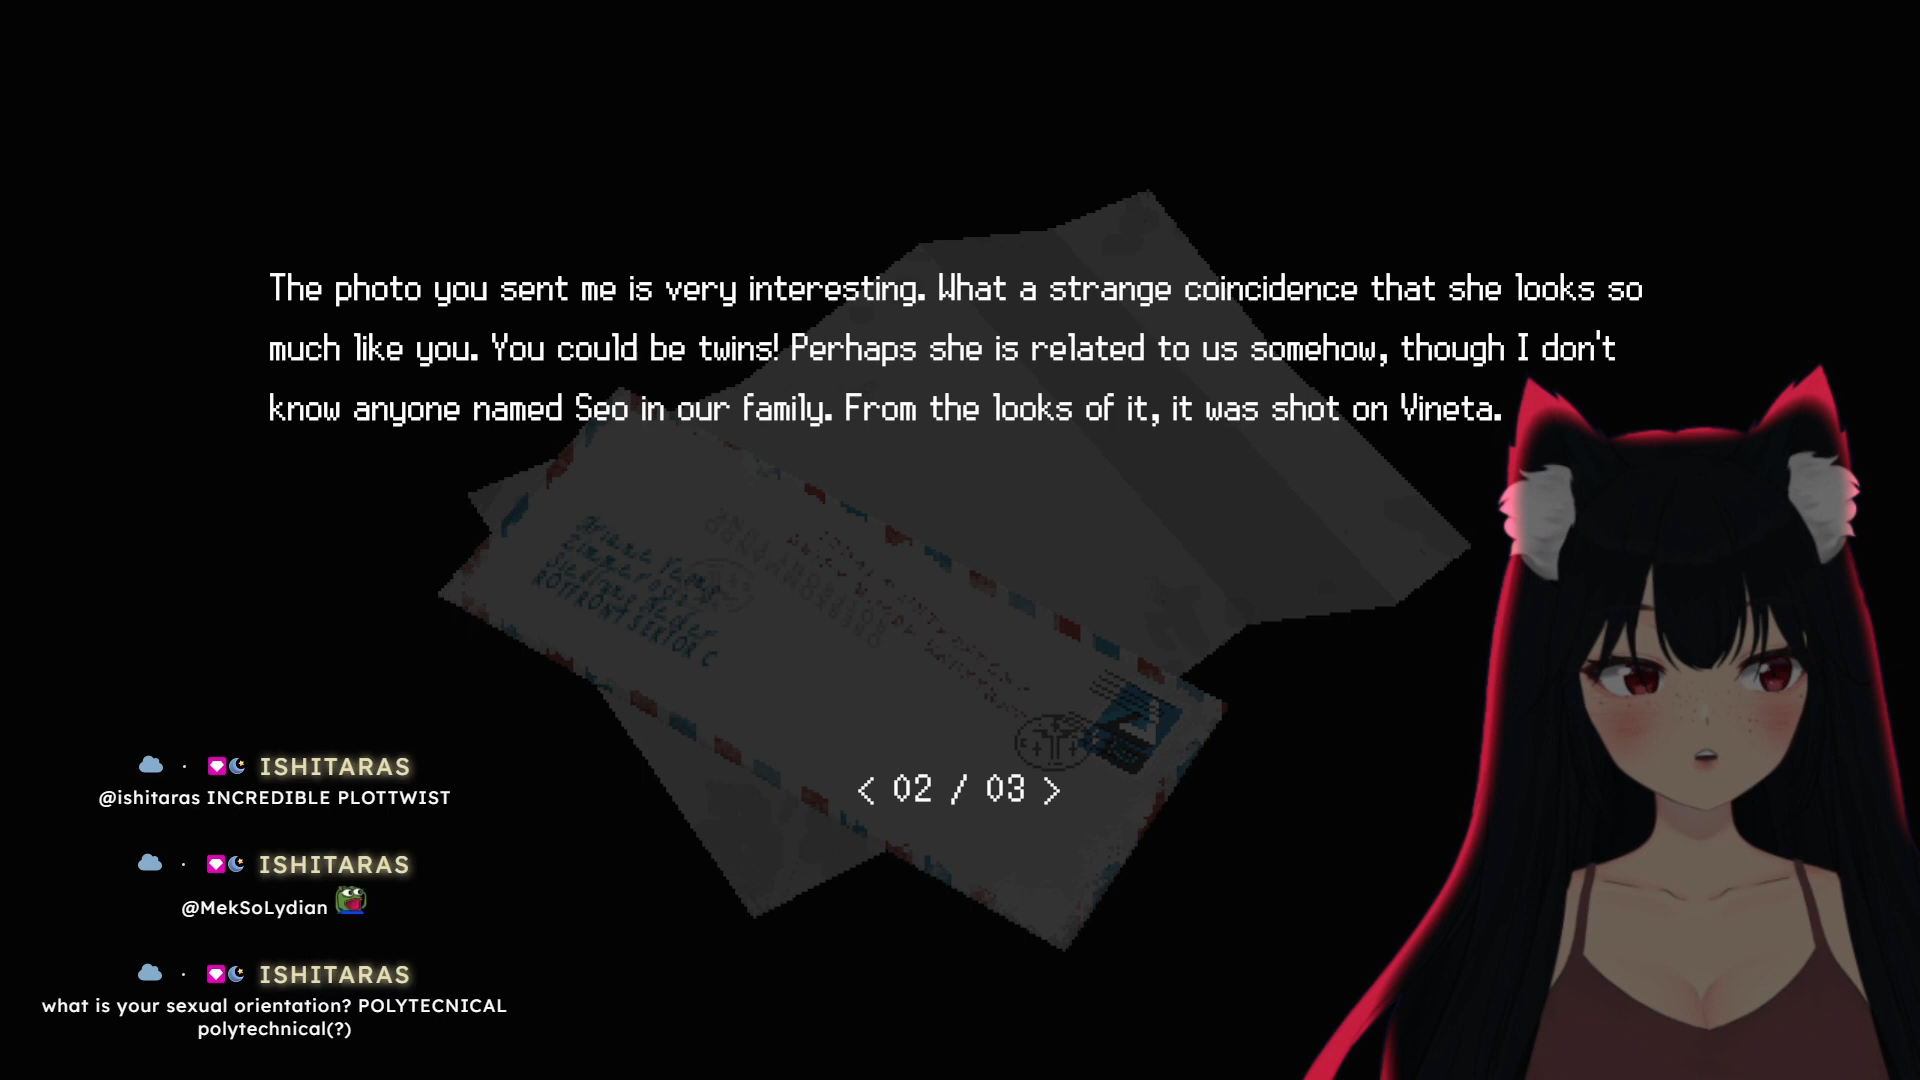 The photo you sent me is very interesting. What a strange coincidence that she looks so
much like you. You could be twins! Perhaps she is related to us somehow, though I don't
know anyone named Seo in our family. From the looks of it, it was shot on Vineta.
ROTFRONT SEKTOR C
< 02 / 03 >
ISHITARAS
@ishitaras INCREDIBLE PLOTTWIST
ISHITARAS
@MekSoLydian
ISHITARAS
what is your sexual orientation? POLYTECNICAL
polytechnical(?)